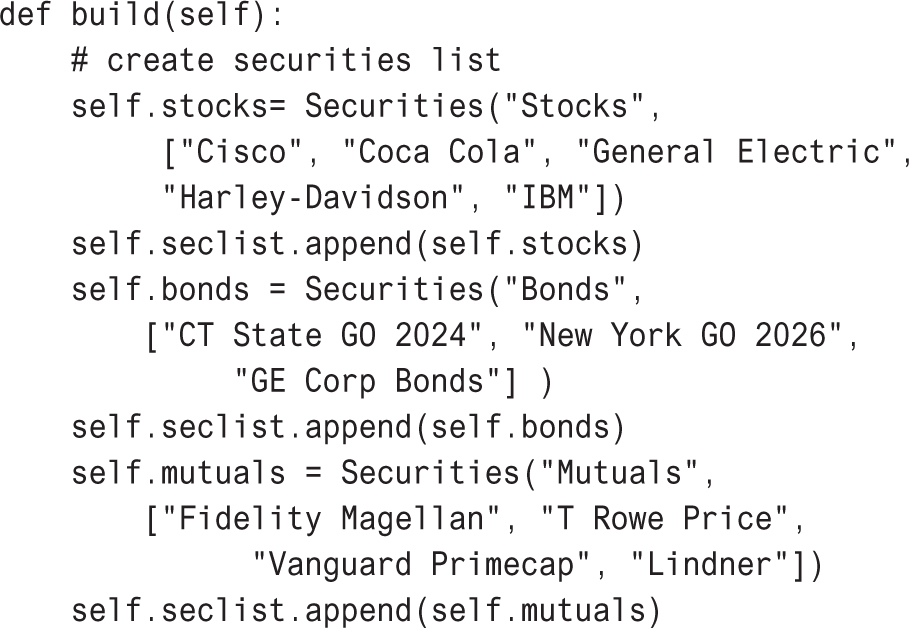 def build(self):
    # create securities list
    self.stocks= Securities("Stocks",
         ["Cisco", "Coca Cola", "General Electric",
         "Harley-Davidson", "IBM"])
    self.seclist.append(self.stocks)
    self.bonds = Securities("Bonds",
        ["CT State GO 2024", "New York GO 2026",
             "GE Corp Bonds"] )
    self.seclist.append(self.bonds)
    self.mutuals = Securities("Mutuals",
        ["Fidelity Magellan", "T Rowe Price",
              "Vanguard Primecap", "Lindner"])
    self.seclist.append(self.mutuals)